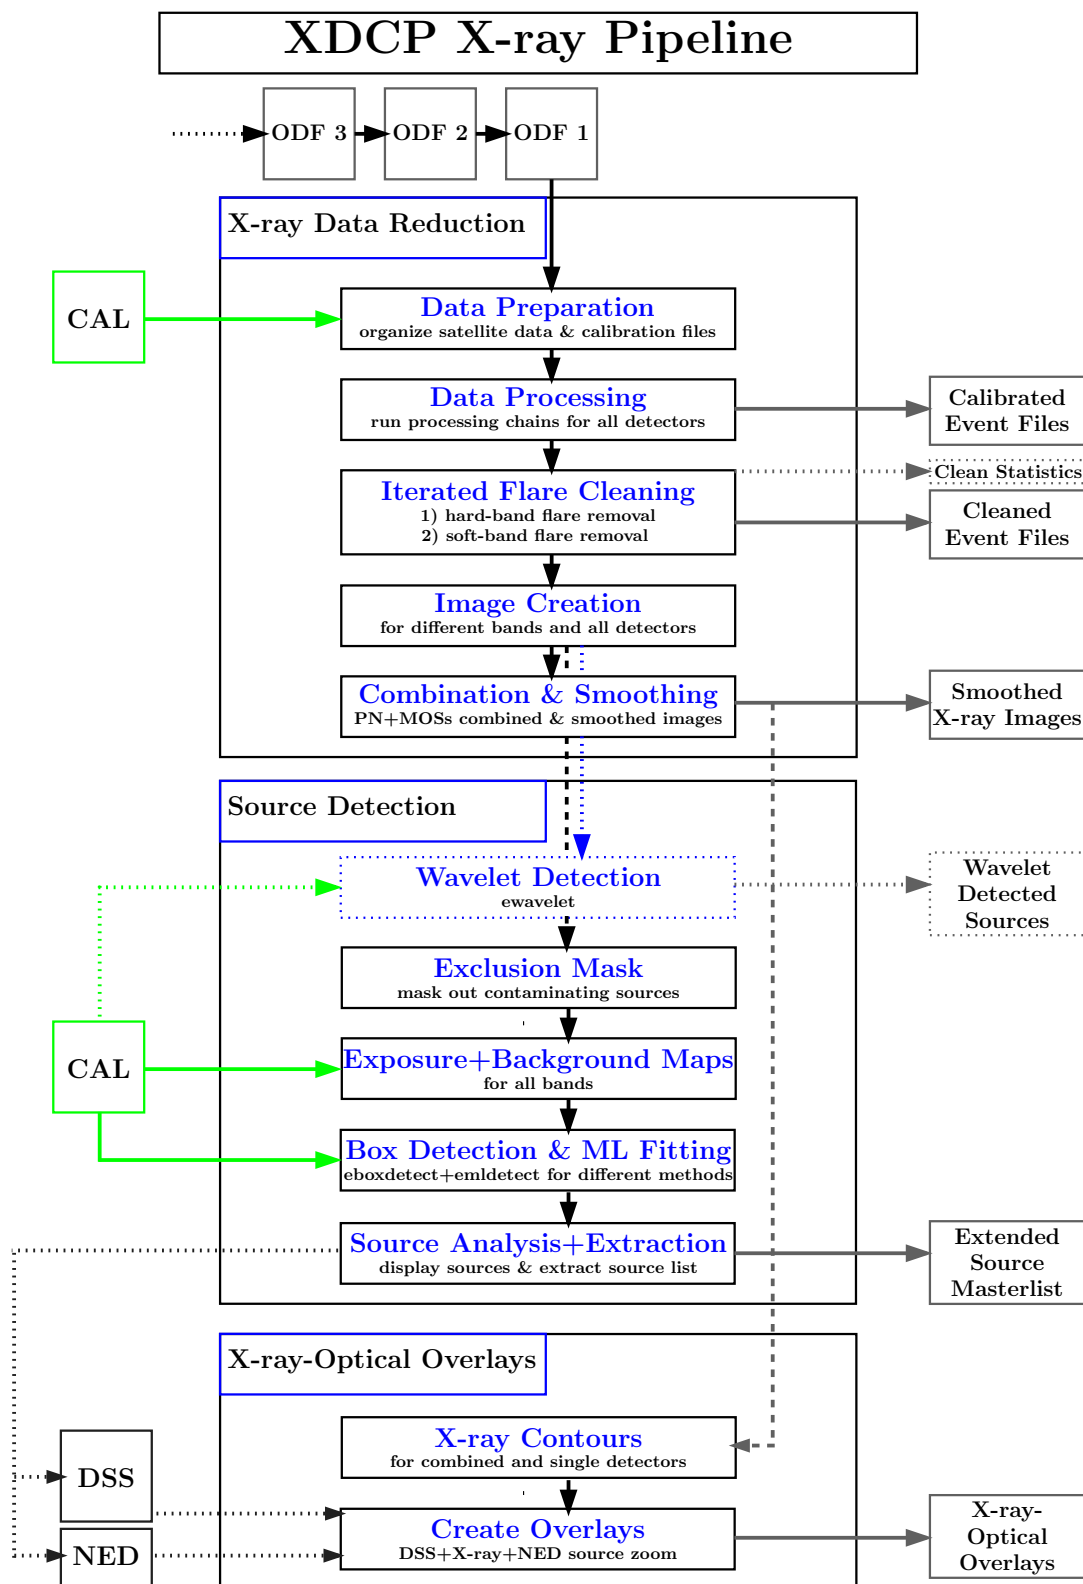 XDCP X-ray Pipeline
ODF 3
ODF 2
ODF 1
X-ray Data Reduction
CAL
Data Preparation
organize satellite data & calibration files
Data Processing
run processing chains for all detectors
Calibrated
Event Files
Clean Statistics
Iterated Flare Cleaning
1) hard-band flare removal
2) soft-band flare removal
Cleaned
Event Files
Image Creation
for different bands and all detectors
Combination & Smoothing
PN+MOSs combined & smoothed images
Smoothed
X-ray Images
Source Detection
Wavelet Detection
ewavelet
Wavelet
Detected
Sources
Exclusion Mask
mask out contaminating sources
CAL
Exposure+Background Maps
for all bands
Box Detection & ML Fitting
eboxdetect+emldetect for different methods
Source Analysis+Extraction
display sources & extract source list
Extended
Source
Masterlist
X-ray-Optical Overlays
X-ray Contours
for combined and single detectors
DSS
NED
Create Overlays
DSS+X-ray+NED source zoom
X-ray-
Optical
Overlays